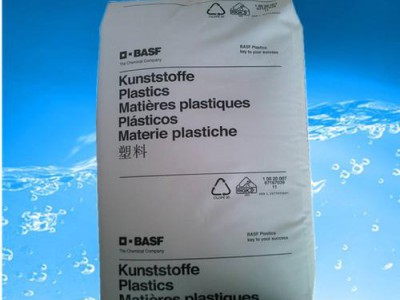 BASF
The Chemical Company
BASF Plastics
key to your success
Kunststoffe
Plastics
Matières plastiques
Plásticos
Materie plastiche
塑料
BASF
The Chemical Company
BASF Plastics
key to your success
Kunststoffe
Plastics
Matières plastiques